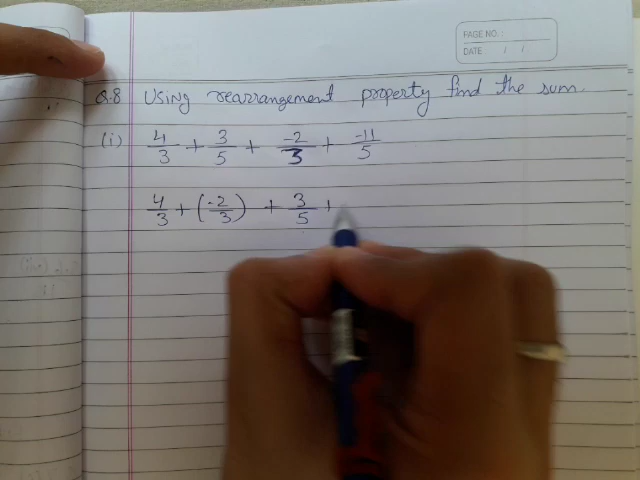 PAGE NO.:
DATE: / /
Q.8 Using rearrangement property find the sum.
(i) 4/3 + 3/5 + -2/3 + -11/5
4/3 + (-2/3) + 3/5 +